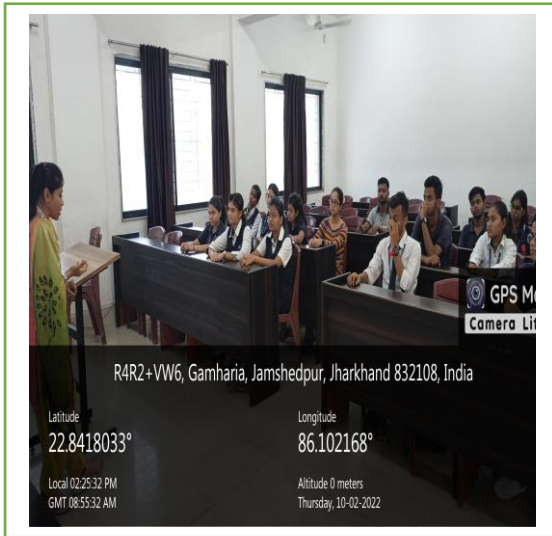 GPS M
Camera Lit
R4R2+VW6, Gamharia, Jamshedpur, Jharkhand 832108, India
Latitude
Longitude
22.8418033°
86.102168°
Local 02:25:32 PM
Altitude 0 meters
GMT 08:55:32 AM
Thursday, 10-02-2022